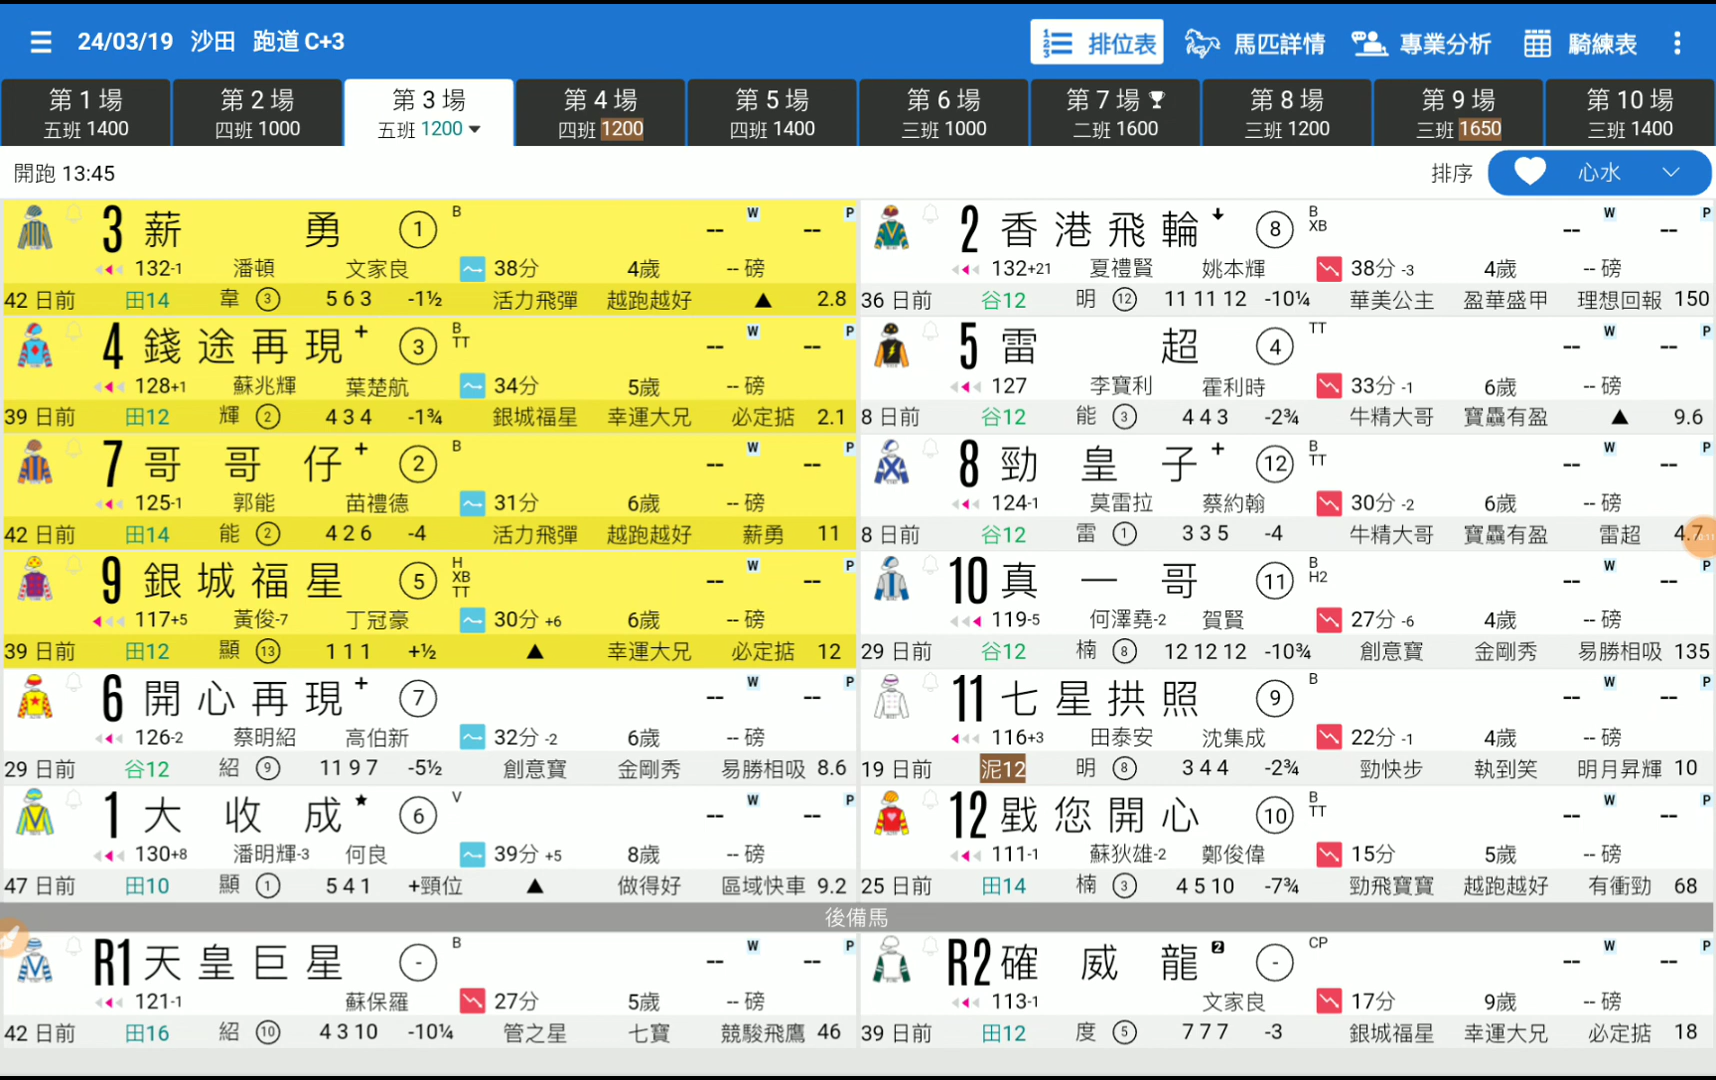 24/03/19 沙田 跑道 C+3 排位表 馬匹詳情 專業分析 騎練表
第 1 場 第 2 場 第 3 場 第 4 場 第 5 場 第 6 場 第 7 場 第 8 場 第 9 場 第 10 場
五班 1400 四班 1000 五班 1200 四班 1200 四班 1400 三班 1000 二班 1600 三班 1200 三班 1650 三班 1400
開跑 13:45 排序 心水
3 薪勇 1 B -- W -- P
132-1 潘頓 文家良 38分 4歲 -- 磅
42 日前 田14 韋 3 5 6 3 -1½ 活力飛彈 越跑越好 ▲ 2.8
2 香港飛輪 8 B XB -- W -- P
132+21 夏禮賢 姚本輝 38分 -3 4歲 -- 磅
36 日前 谷12 明 12 11 11 12 -10¼ 華美公主 盈華盛甲 理想回報 150
4 錢途再現+ 3 B TT -- W -- P
128+1 蘇兆輝 葉楚航 34分 5歲 -- 磅
39 日前 田12 輝 2 4 3 4 -1¾ 銀城福星 幸運大兄 必定掂 2.1
5 雷超 4 TT -- W -- P
127 李寶利 霍利時 33分 -1 6歲 -- 磅
8 日前 谷12 能 3 4 4 3 -2¾ 牛精大哥 寶驫有盈 ▲ 9.6
7 哥哥仔+ 2 B -- W -- P
125-1 郭能 苗禮德 31分 6歲 -- 磅
42 日前 田14 能 2 4 2 6 -4 活力飛彈 越跑越好 薪勇 11
8 勁皇子+ 12 B TT -- W -- P
124-1 莫雷拉 蔡約翰 30分 -2 6歲 -- 磅
8 日前 谷12 雷 1 3 3 5 -4 牛精大哥 寶驫有盈 雷超 4.7
9 銀城福星 5 H XB TT -- W -- P
117+5 黃俊-7 丁冠豪 30分 +6 6歲 -- 磅
39 日前 田12 顯 13 1 1 1 +½ ▲ 幸運大兄 必定掂 12
10 真一哥 11 B H2 -- W -- P
119-5 何澤堯-2 賀賢 27分 -6 4歲 -- 磅
29 日前 谷12 楠 8 12 12 12 -10¾ 創意寶 金剛秀 易勝相吸 135
6 開心再現+ 7 -- W -- P
126-2 蔡明紹 高伯新 32分 -2 6歲 -- 磅
29 日前 谷12 紹 9 11 9 7 -5½ 創意寶 金剛秀 易勝相吸 8.6
11 七星拱照 9 B -- W -- P
116+3 田泰安 沈集成 22分 -1 4歲 -- 磅
19 日前 泥12 明 8 3 4 4 -2¾ 勁快步 執到笑 明月昇輝 10
1 大收成★ 6 V -- W -- P
130+8 潘明輝-3 何良 39分 +5 8歲 -- 磅
47 日前 田10 顯 1 5 4 1 +頸位 ▲ 做得好 區域快車 9.2
12 戥您開心 10 B TT -- W -- P
111-1 蘇狄雄-2 鄭俊偉 15分 5歲 -- 磅
25 日前 田14 楠 3 4 5 10 -7¾ 勁飛寶寶 越跑越好 有衝勁 68
後備馬
R1 天皇巨星 - B -- W -- P
121-1 蘇保羅 27分 5歲 -- 磅
42 日前 田16 紹 10 4 3 10 -10¼ 管之星 七寶 競駿飛鷹 46
R2 確威龍 2 - CP -- W -- P
113-1 文家良 17分 9歲 -- 磅
39 日前 田12 度 5 7 7 7 -3 銀城福星 幸運大兄 必定掂 18